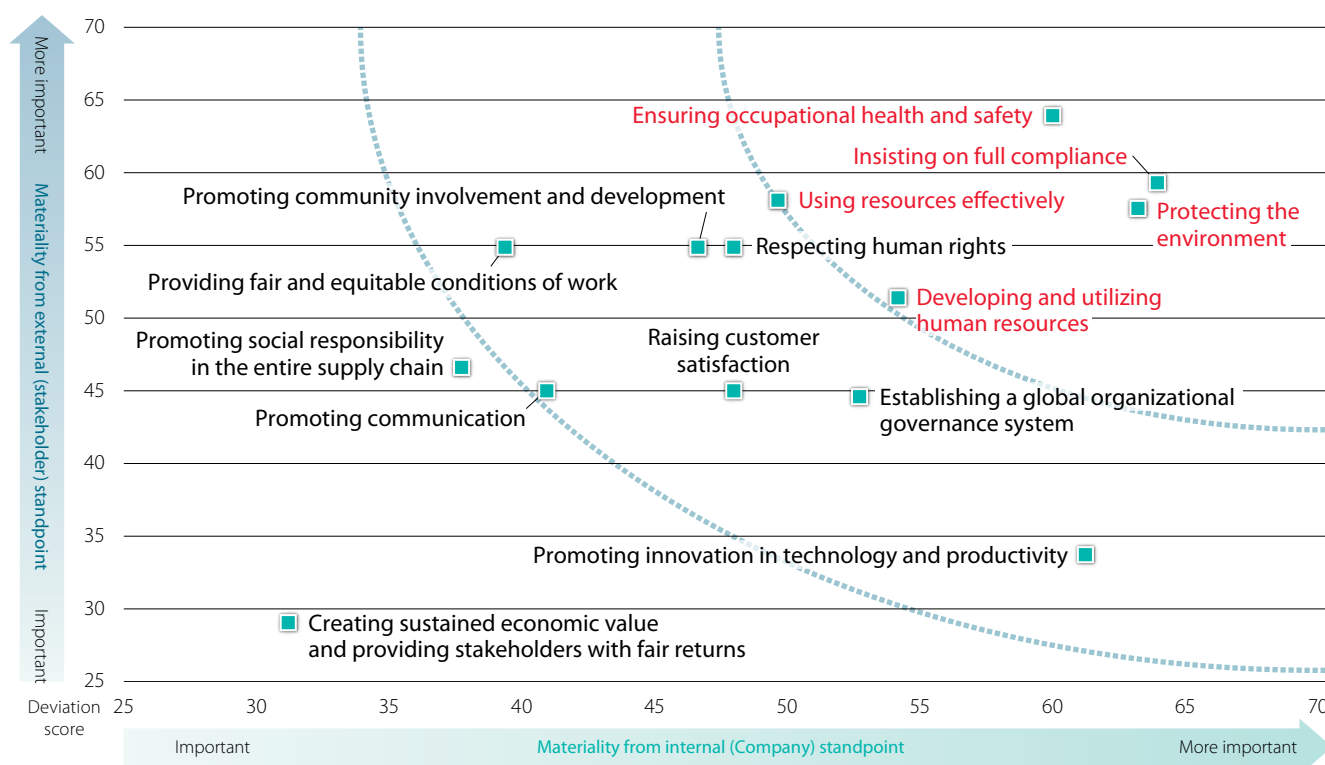 70
65
60
55
50
45
40
35
30
25
More important
Materiality from external (stakeholder) standpoint
Important
Ensuring occupational health and safety
Insisting on full compliance
Promoting community involvement and development
Using resources effectively
Protecting the
environment
Respecting human rights
Providing fair and equitable conditions of work
Developing and utilizing
human resources
Promoting social responsibility
in the entire supply chain
Raising customer
satisfaction
Promoting communication
Establishing a global organizational
governance system
Promoting innovation in technology and productivity
Creating sustained economic value
and providing stakeholders with fair returns
Deviation
score
25 30 35 40 45 50 55 60 65 70
Important
Materiality from internal (Company) standpoint
More important